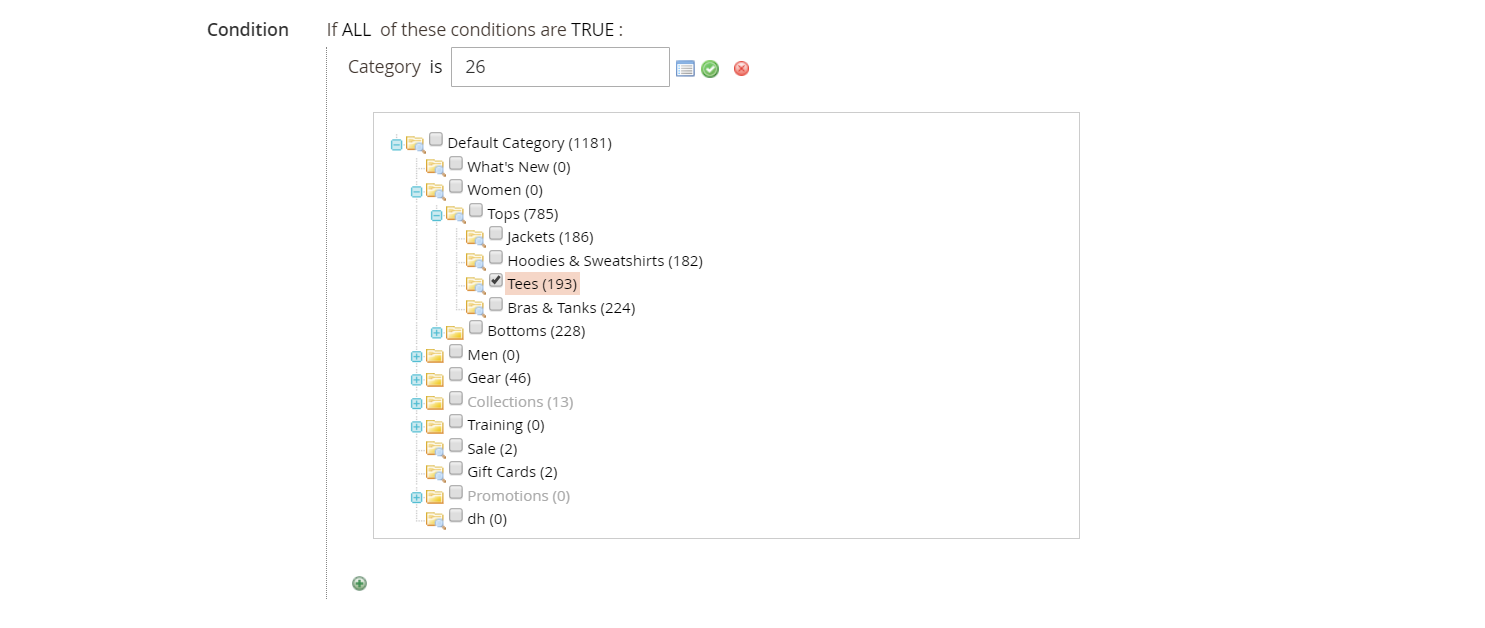 Condition If ALL of these conditions are TRUE :
Category is 26
Default Category (1181)
What's New (0)
Women (0)
Tops (785)
Jackets (186)
Hoodies & Sweatshirts (182)
Tees (193)
Bras & Tanks (224)
Bottoms (228)
Men (0)
Gear (46)
Collections (13)
Training (0)
Sale (2)
Gift Cards (2)
Promotions (0)
dh (0)